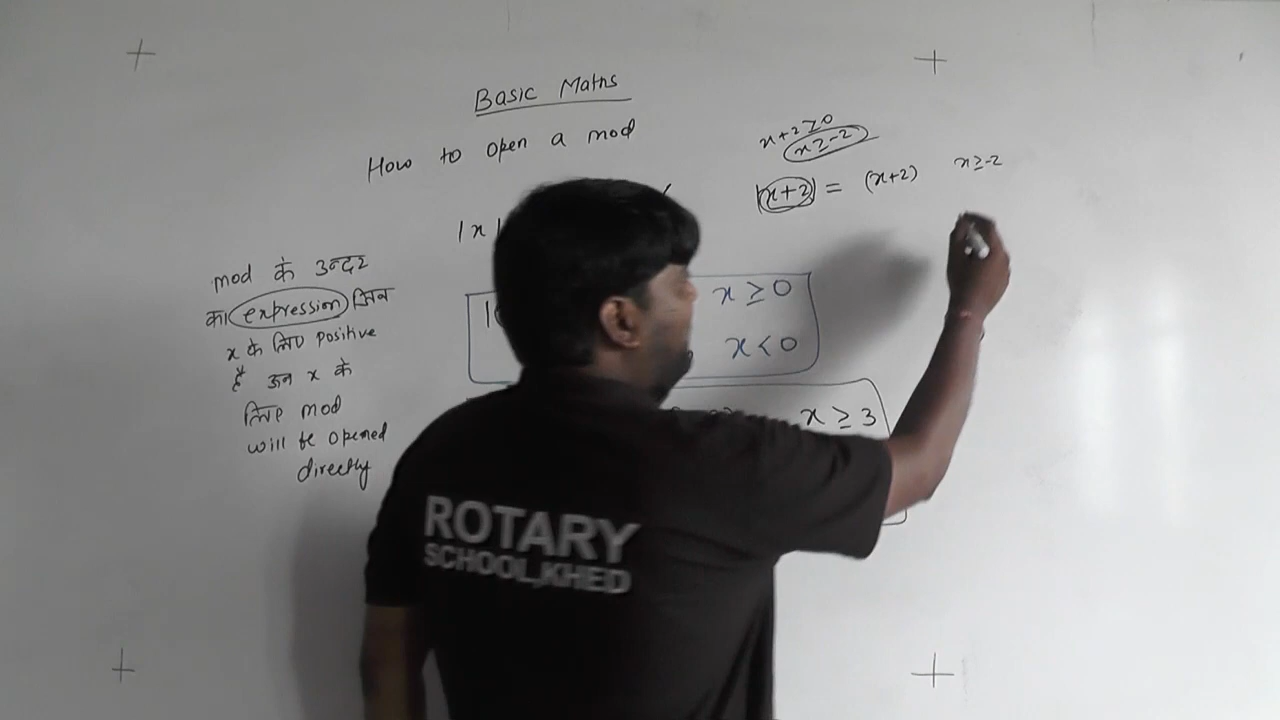 Basic Maths
How to open a mod
x+2≥0
x≥-2
|x+2| = (x+2) x≥-2
|x|
mod के अन्दर
का expression जिन
x के लिए positive
है उन x के
लिए mod
will be opened
directly
x ≥ 0
x < 0
x ≥ 3
ROTARY
SCHOOL,KHED